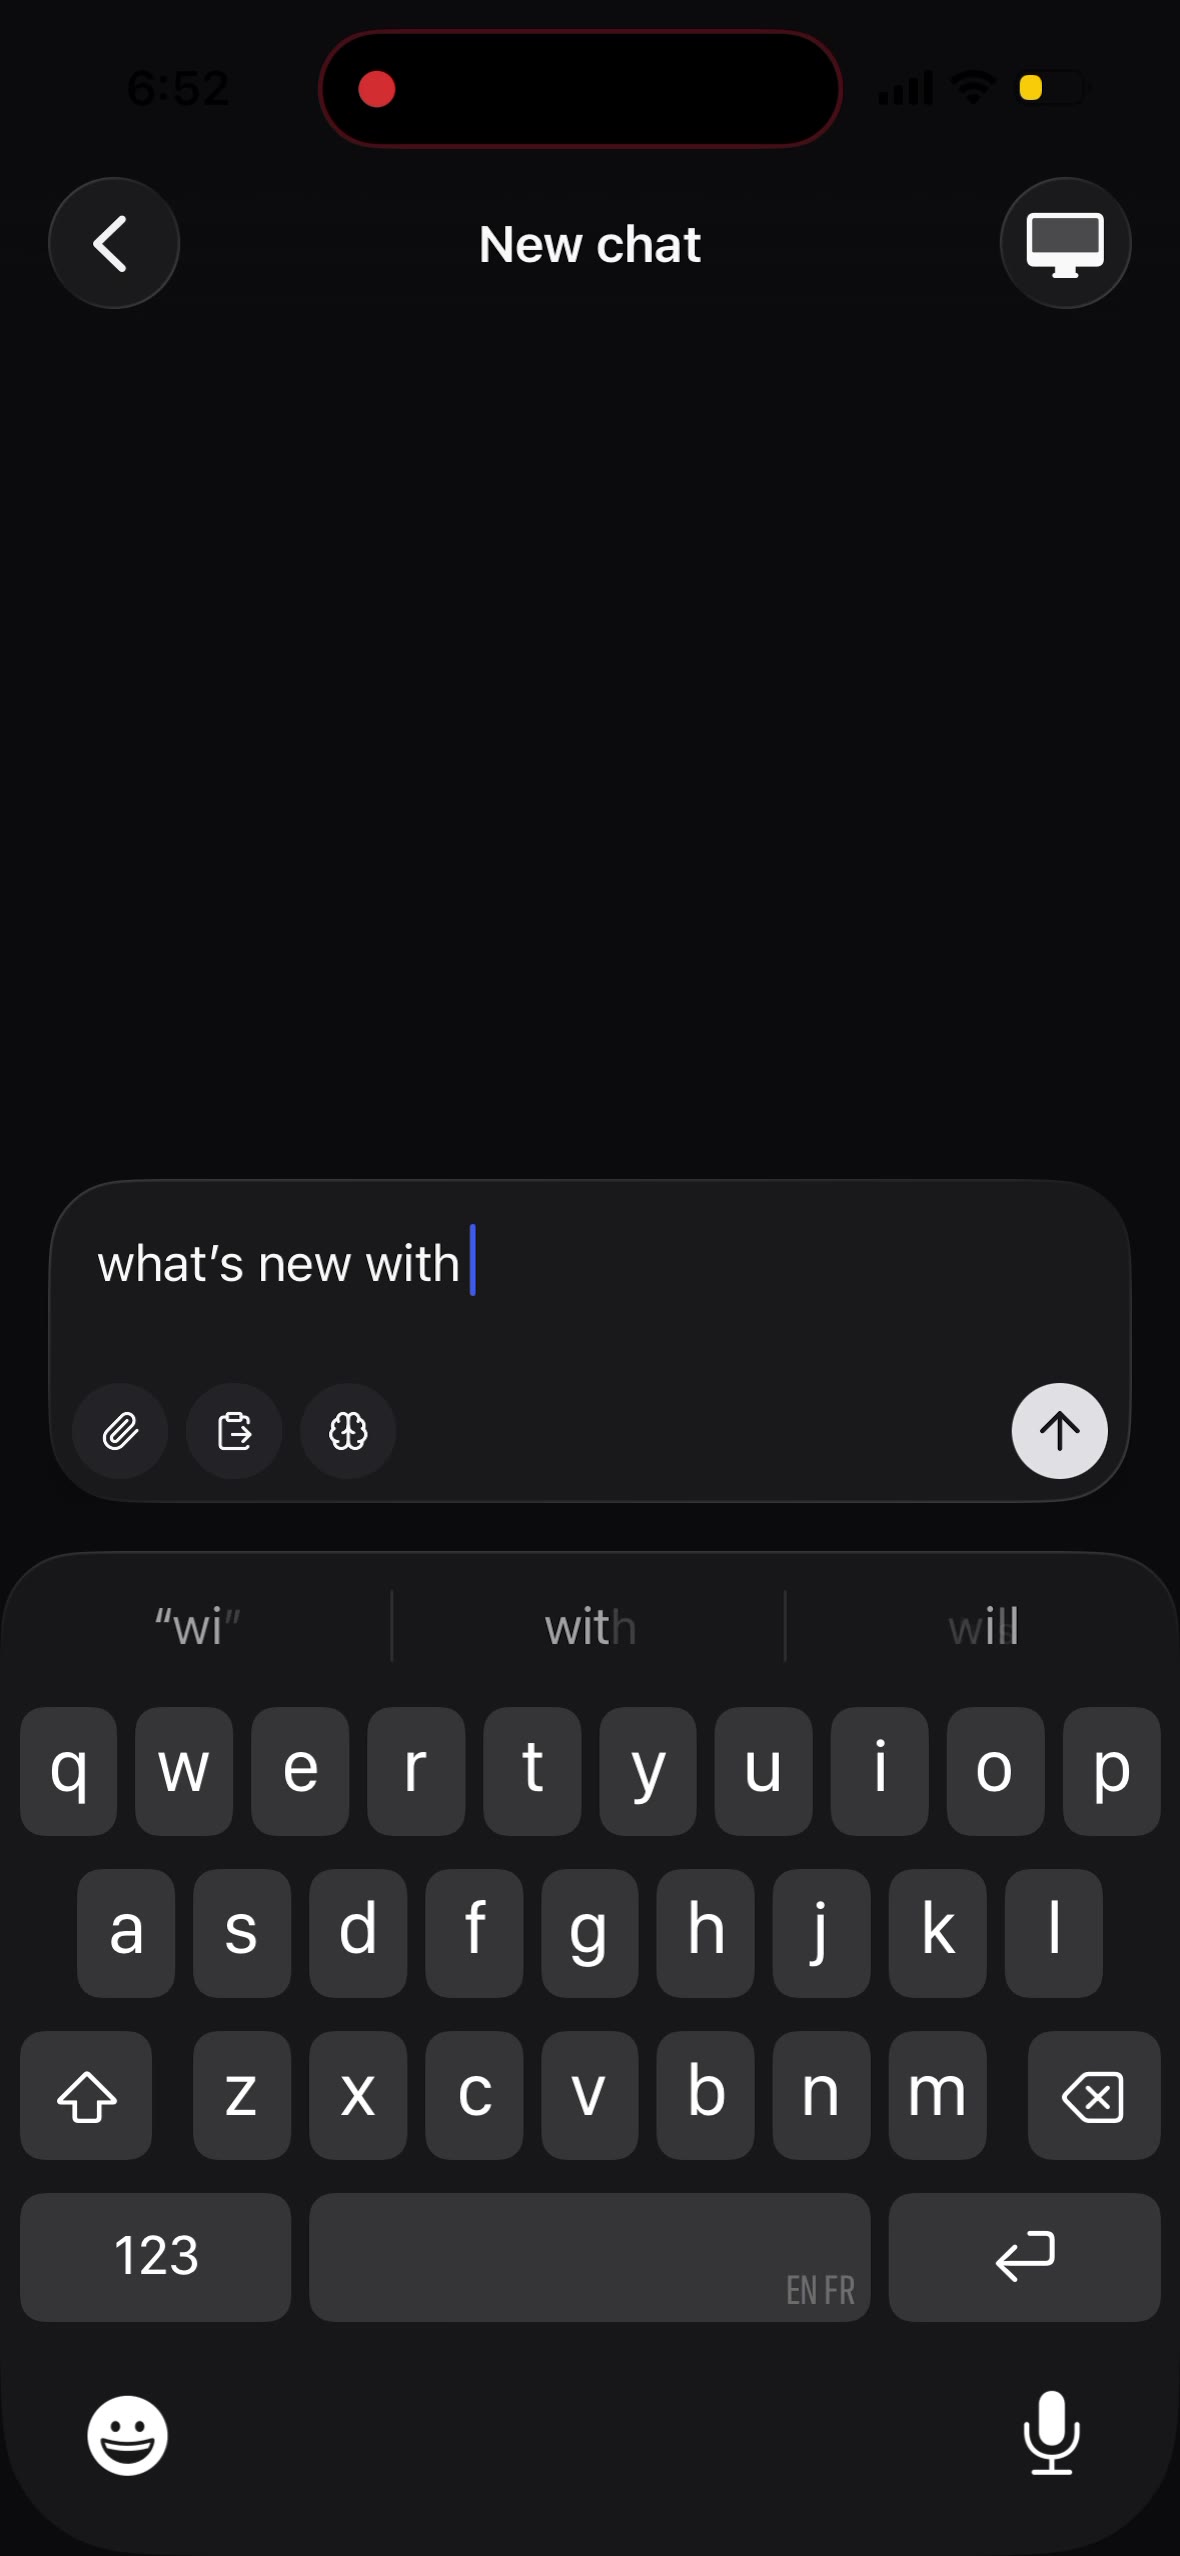 6:52
New chat
what’s new with
“wi” with will
q w e r t y u i o p
a s d f g h j k l
z x c v b n m
123 EN FR